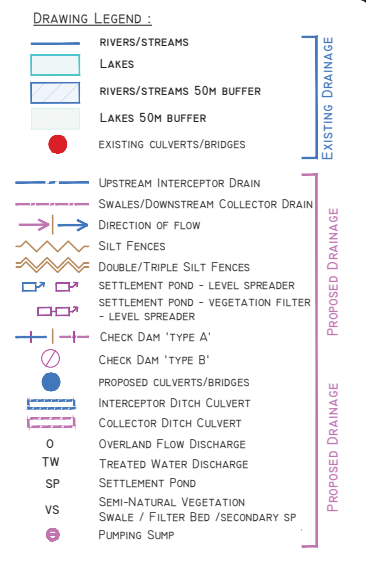 Drawing Legend :
rivers/streams
Lakes
rivers/streams 50m buffer
Lakes 50m buffer
existing culverts/bridges
Existing Drainage
Upstream Interceptor Drain
Swales/Downstream Collector Drain
Direction of flow
Silt Fences
Double/Triple Silt Fences
settlement pond - level spreader
settlement pond - vegetation filter
- level spreader
Check Dam 'type A'
Check Dam 'type B'
proposed culverts/bridges
Interceptor Ditch Culvert
Collector Ditch Culvert
O Overland Flow Discharge
TW Treated Water Discharge
SP Settlement Pond
VS Semi-Natural Vegetation
Swale / Filter Bed /secondary sp
Pumping Sump
Proposed Drainage
Proposed Drainage